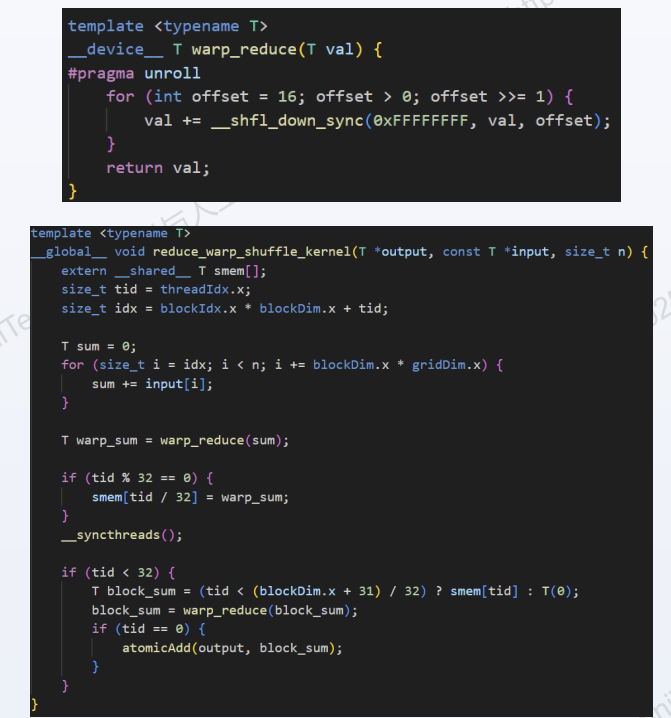 template <typename T>
__device__ T warp_reduce(T val) {
#pragma unroll
    for (int offset = 16; offset > 0; offset >>= 1) {
        val += __shfl_down_sync(0xFFFFFFFF, val, offset);
    }
    return val;
}
template <typename T>
__global__ void reduce_warp_shuffle_kernel(T *output, const T *input, size_t n) {
    extern __shared__ T smem[];
    size_t tid = threadIdx.x;
    size_t idx = blockIdx.x * blockDim.x + tid;

    T sum = 0;
    for (size_t i = idx; i < n; i += blockDim.x * gridDim.x) {
        sum += input[i];
    }

    T warp_sum = warp_reduce(sum);

    if (tid % 32 == 0) {
        smem[tid / 32] = warp_sum;
    }
    __syncthreads();

    if (tid < 32) {
        T block_sum = (tid < (blockDim.x + 31) / 32) ? smem[tid] : T(0);
        block_sum = warp_reduce(block_sum);
        if (tid == 0) {
            atomicAdd(output, block_sum);
        }
    }
}